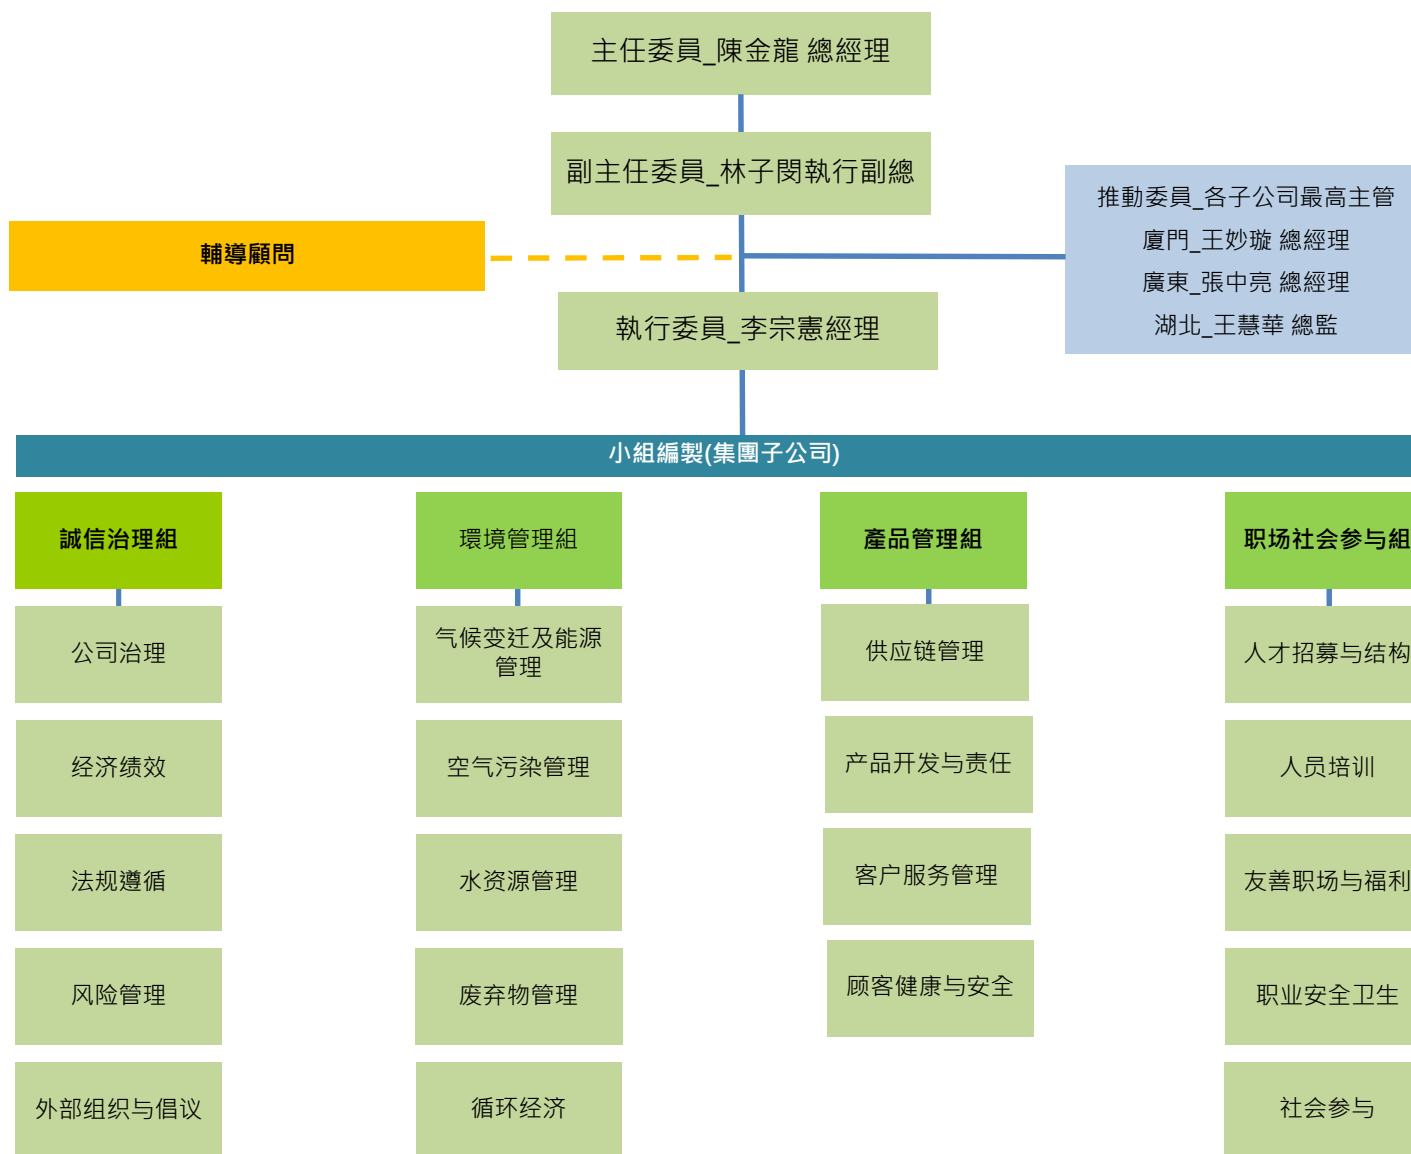 主任委員_陳金龍 總經理
副主任委員_林子閔執行副總
推動委員_各子公司最高主管
廈門_王妙璇 總經理
廣東_張中亮 總經理
湖北_王慧華 總監
輔導顧問
執行委員_李宗憲經理
小組編製(集團子公司)
誠信治理組
公司治理
经济绩效
法规遵循
风险管理
外部组织与倡议
環境管理組
气候变迁及能源
管理
空气污染管理
水资源管理
废弃物管理
循环经济
產品管理組
供应链管理
产品开发与责任
客户服务管理
顾客健康与安全
职场社会参与組
人才招募与结构
人员培训
友善职场与福利
职业安全卫生
社会参与